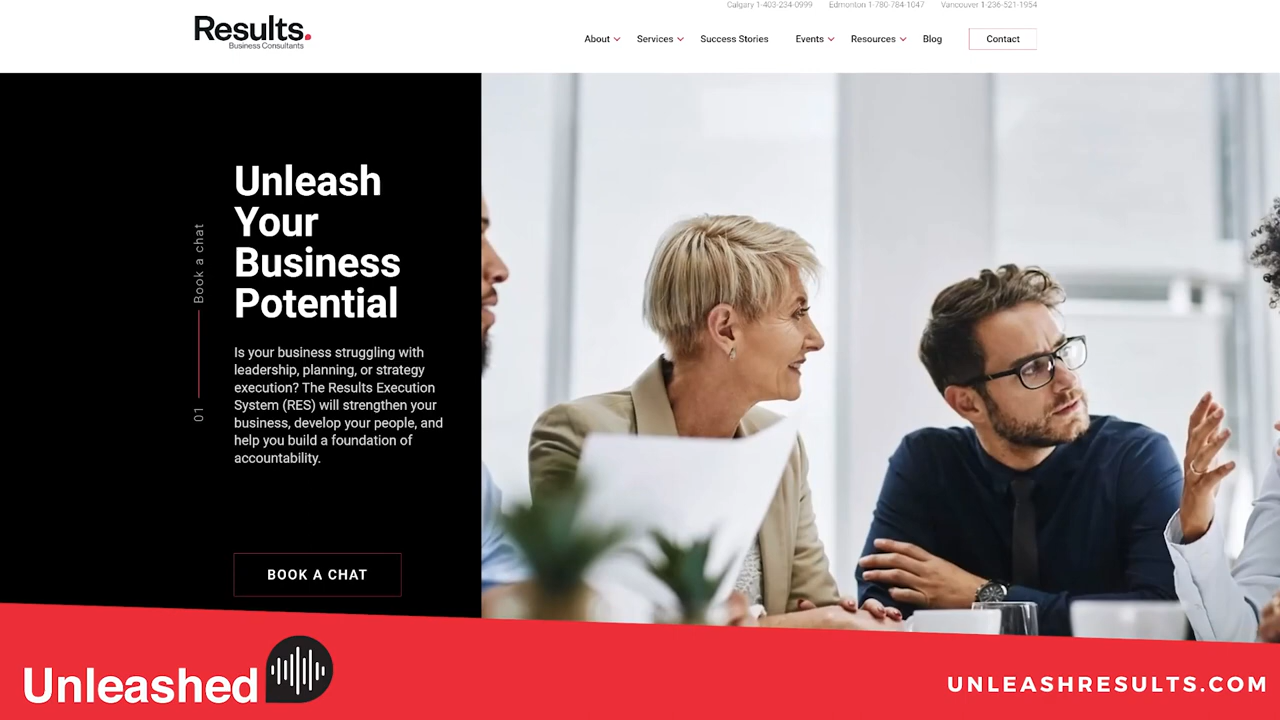 Calgary 1-403-234-0999 Edmonton 1-780-784-1047 Vancouver 1-236-521-1954
Results.
Business Consultants
About Services Success Stories Events Resources Blog Contact
Unleash
Your
Business
Potential
01 Book a chat
Is your business struggling with
leadership, planning, or strategy
execution? The Results Execution
System (RES) will strengthen your
business, develop your people, and
help you build a foundation of
accountability.
BOOK A CHAT
Unleashed
UNLEASHRESULTS.COM